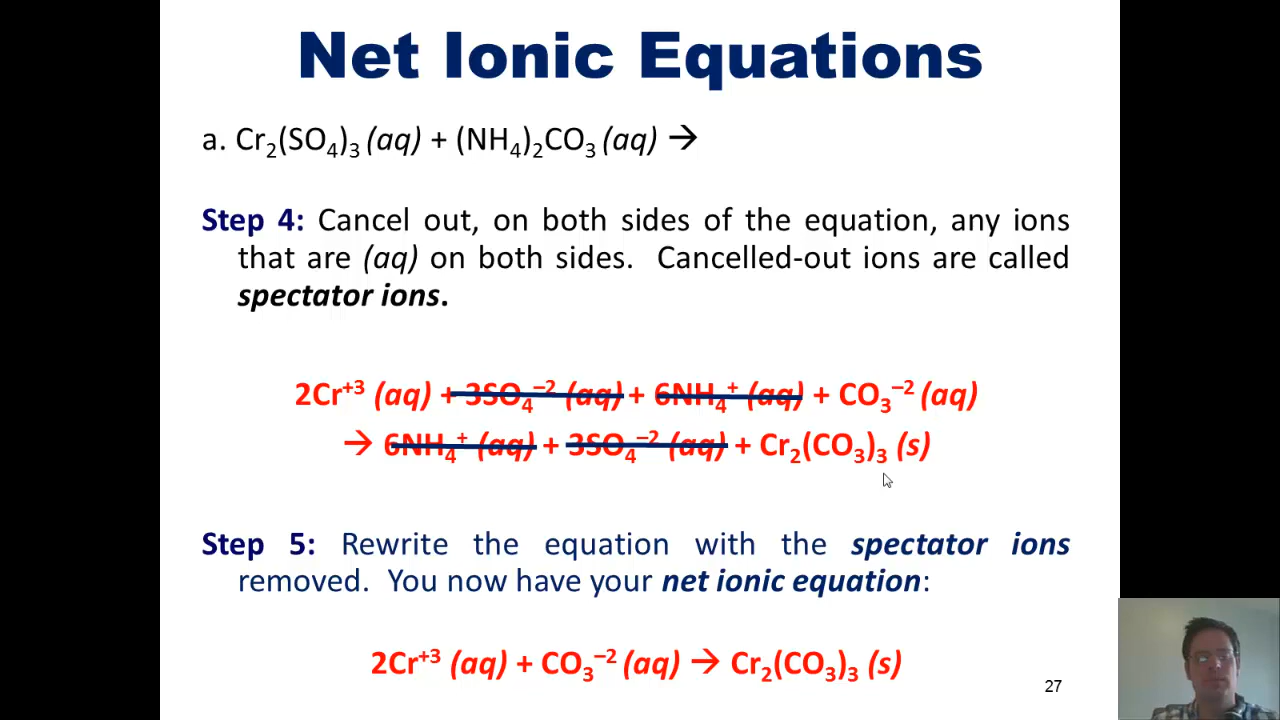 Net Ionic Equations
a. Cr₂(SO₄)₃ (aq) + (NH₄)₂CO₃ (aq) →
Step 4: Cancel out, on both sides of the equation, any ions
that are (aq) on both sides. Cancelled-out ions are called
spectator ions.
2Cr⁺³ (aq) + 3SO₄⁻² (aq) + 6NH₄⁺ (aq) + CO₃⁻² (aq)
→ 6NH₄⁺ (aq) + 3SO₄⁻² (aq) + Cr₂(CO₃)₃ (s)
Step 5: Rewrite the equation with the spectator ions
removed. You now have your net ionic equation:
2Cr⁺³ (aq) + CO₃⁻² (aq) → Cr₂(CO₃)₃ (s)
27